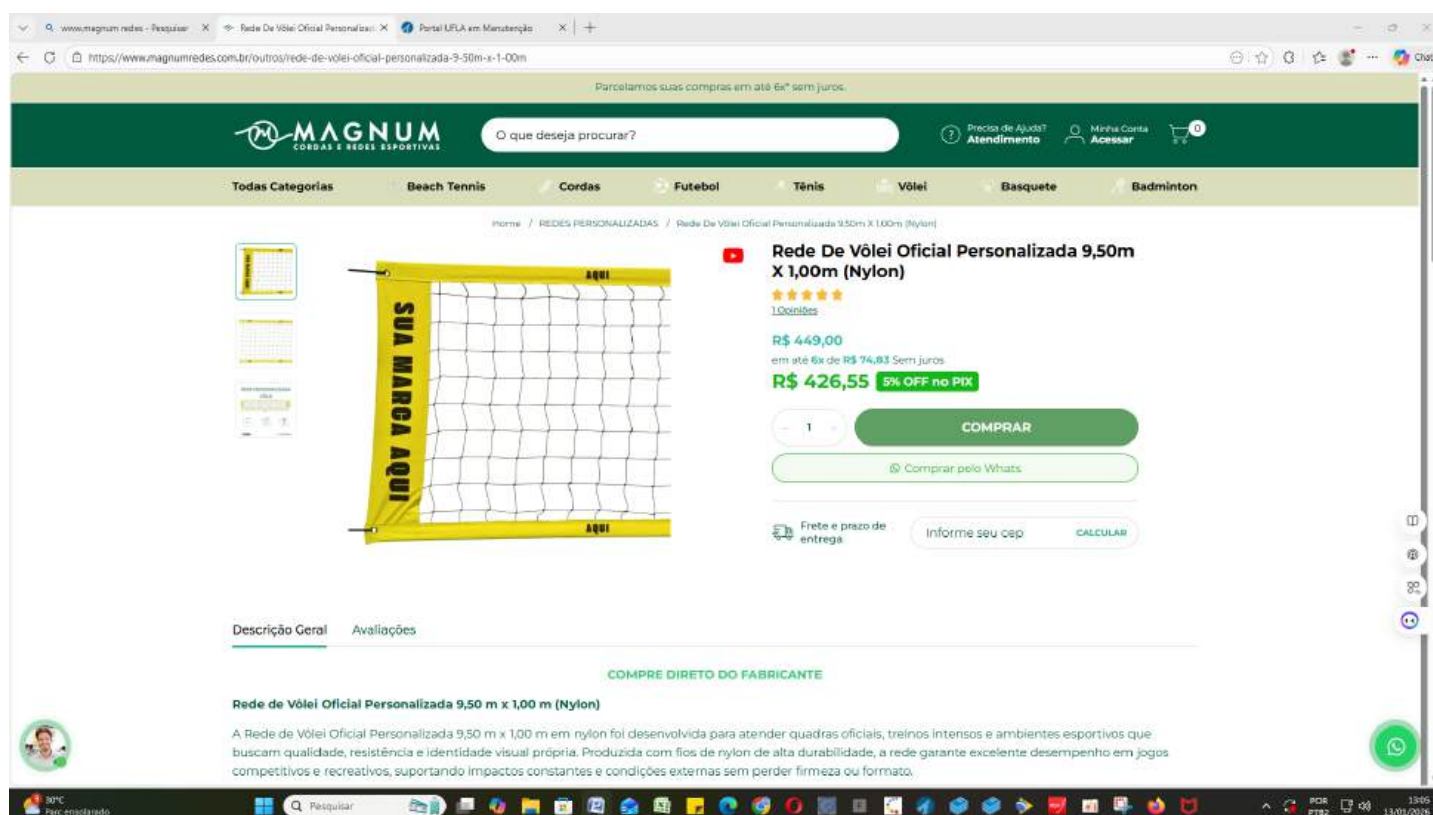 www.magnum redes - Pesquisar
Rede De Vôlei Oficial Personaliza
Portal UFLA em Manutenção
https://www.magnumredes.com.br/outros/rede-de-volei-oficial-personalizada-9-50m-x-1-00m
Chat
Parcelamos suas compras em até 6x* sem juros.
MAGNUM
CORDAS E REDES ESPORTIVAS
O que deseja procurar?
Precisa de Ajuda?
Atendimento
Minha Conta
Acessar
0
Todas Categorias
Beach Tennis
Cordas
Futebol
Tênis
Vôlei
Basquete
Badminton
Home / REDES PERSONALIZADAS / Rede De Vôlei Oficial Personalizada 9,50m X 1,00m (Nylon)
AQUI
SUA MARCA AQUI
AQUI
Rede De Vôlei Oficial Personalizada 9,50m
X 1,00m (Nylon)
1 Opiniões
R$ 449,00
em até 6x de R$ 74,83 Sem juros
R$ 426,55 5% OFF no PIX
- 1
COMPRAR
Comprar pelo Whats
Frete e prazo de
entrega
Informe seu cep
CALCULAR
Descrição Geral
Avaliações
COMPRE DIRETO DO FABRICANTE
Rede de Vôlei Oficial Personalizada 9,50 m x 1,00 m (Nylon)
A Rede de Vôlei Oficial Personalizada 9,50 m x 1,00 m em nylon foi desenvolvida para atender quadras oficiais, treinos intensos e ambientes esportivos que
buscam qualidade, resistência e identidade visual própria. Produzida com fios de nylon de alta durabilidade, a rede garante excelente desempenho em jogos
competitivos e recreativos, suportando impactos constantes e condições externas sem perder firmeza ou formato.
30°C
Parc ensolarado
Pesquisar
POR
PTB2
13:05
13/01/2026